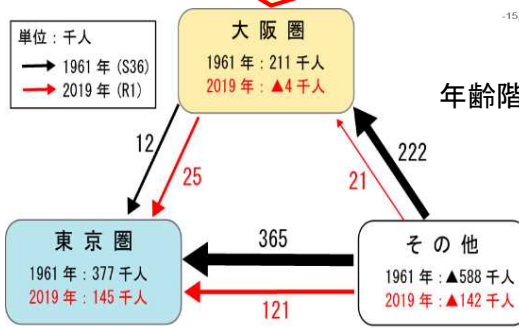 -15
単位：千人
1961 年 (S36)
2019 年 (R1)
大 阪 圏
1961 年：211 千人
2019 年：▲4 千人
年齢階
12
25
222
21
東 京 圏
1961 年：377 千人
2019 年：145 千人
365
121
そ の 他
1961 年：▲588 千人
2019 年：▲142 千人